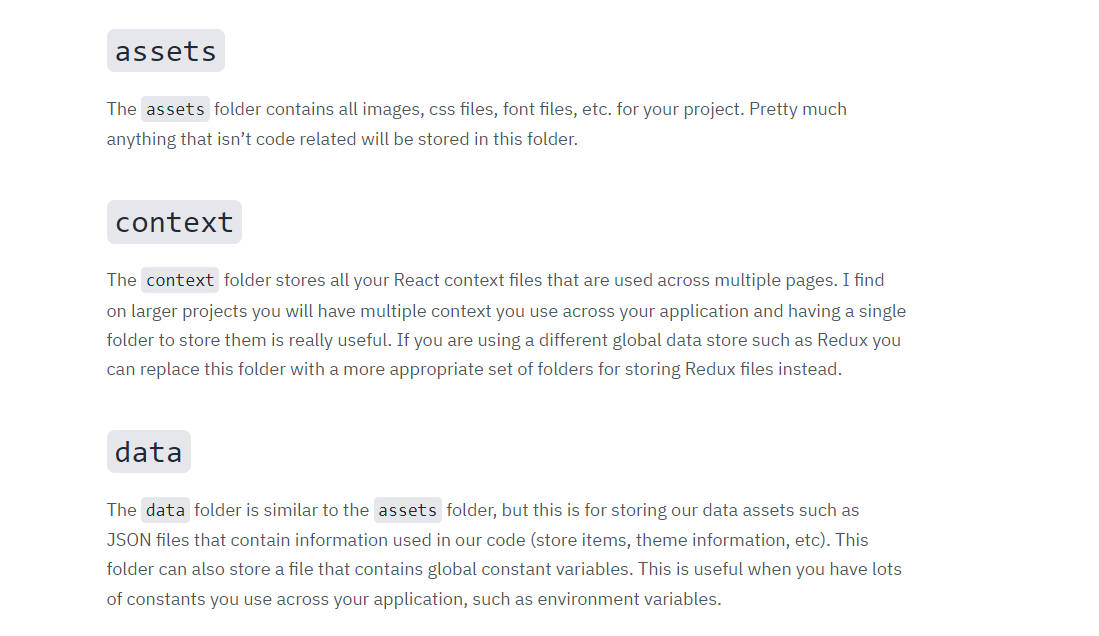 assets
The assets folder contains all images, css files, font files, etc. for your project. Pretty much
anything that isn’t code related will be stored in this folder.
context
The context folder stores all your React context files that are used across multiple pages. I find
on larger projects you will have multiple context you use across your application and having a single
folder to store them is really useful. If you are using a different global data store such as Redux you
can replace this folder with a more appropriate set of folders for storing Redux files instead.
data
The data folder is similar to the assets folder, but this is for storing our data assets such as
JSON files that contain information used in our code (store items, theme information, etc). This
folder can also store a file that contains global constant variables. This is useful when you have lots
of constants you use across your application, such as environment variables.